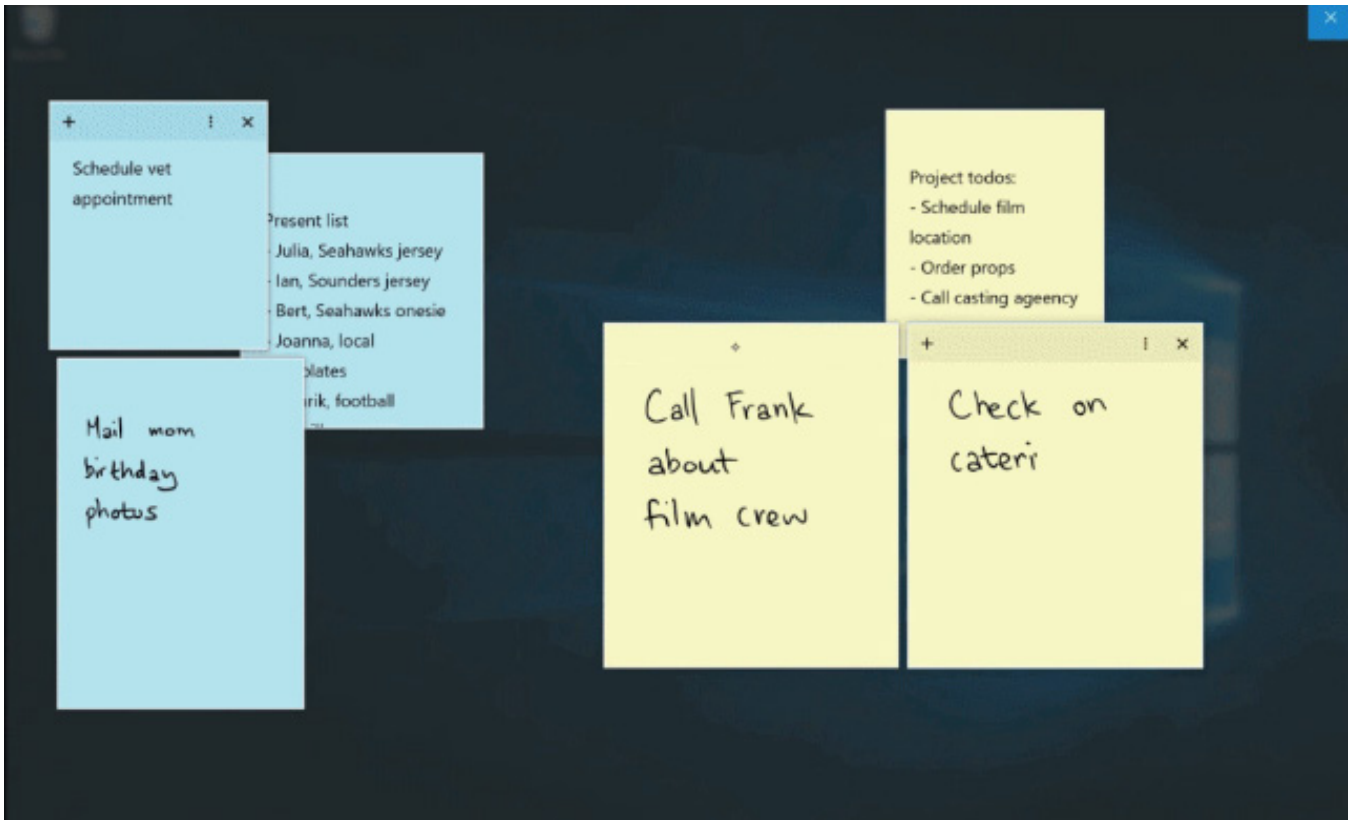 Schedule vet
appointment
Present list
- Julia, Seahawks jersey
- Ian, Sounders jersey
- Bert, Seahawks onesie
- Joanna, local
football
Mail mom
birthday
photos
Project todos:
- Schedule film
location
- Order props
- Call casting ageency
Call Frank
about
film crew
Check on
cateri